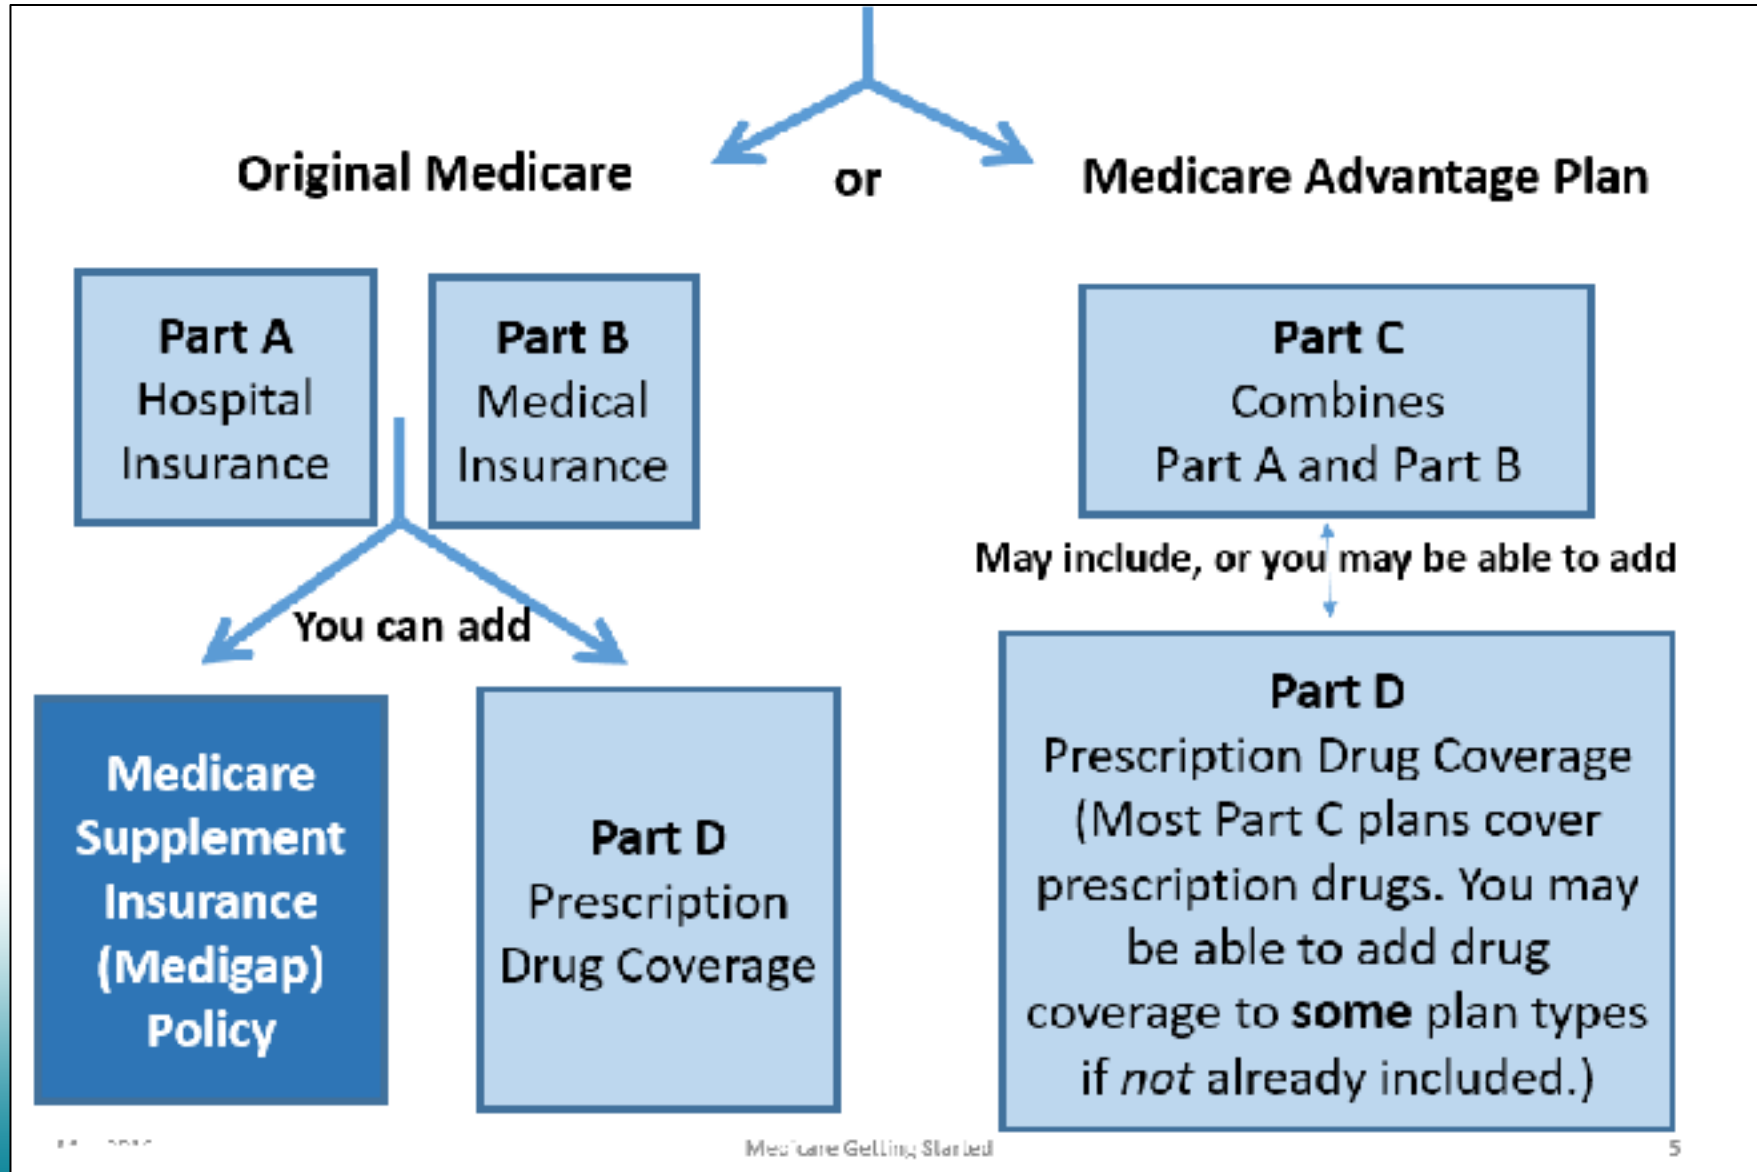 Original Medicare
or
Medicare Advantage Plan
Part A
Hospital
Insurance
Part B
Medical
Insurance
You can add
Medicare
Supplement
Insurance
(Medigap)
Policy
Part D
Prescription
Drug Coverage
Part C
Combines
Part A and Part B
May include, or you may be able to add
Part D
Prescription Drug Coverage
(Most Part C plans cover
prescription drugs. You may
be able to add drug
coverage to some plan types
if not already included.)
Medicare Getting Started
5